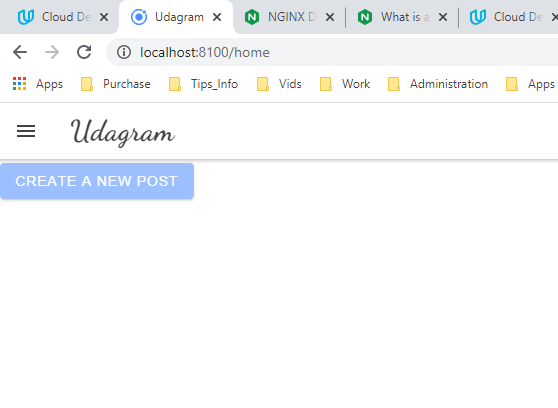 Cloud De Udagram NGINX D What is a Cloud De
localhost:8100/home
Apps Purchase Tips_Info Vids Work Administration Apps
Udagram
CREATE A NEW POST